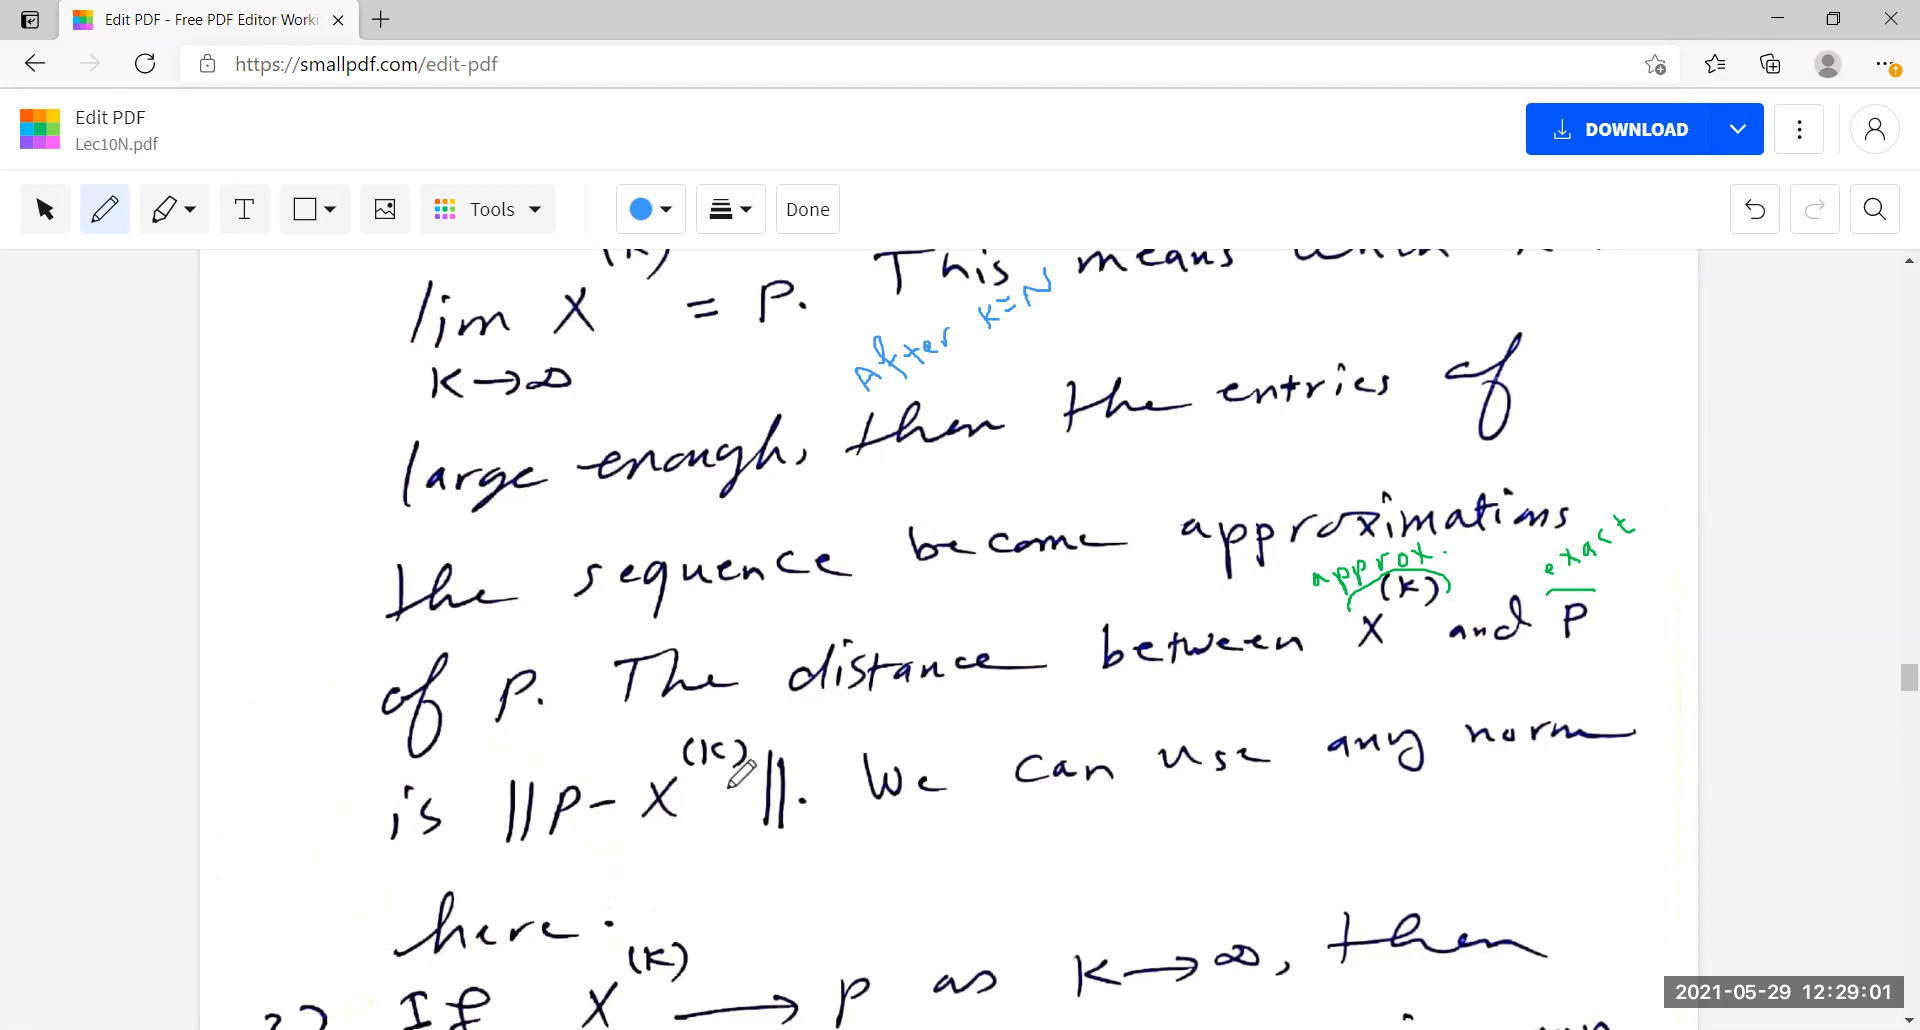 Edit PDF - Free PDF Editor Worki
https://smallpdf.com/edit-pdf
Edit PDF
Lec10N.pdf
DOWNLOAD
T
Tools
Done
lim X^(K) = P. This means when
K→∞
After K=N
large enough, then the entries of
the sequence become approximations
approx.
exact
of P. The distance between X^(K) and P
is ||P - X^(K)||. We can use any norm
here.
If X^(K) → P as K→∞, then
2021-05-29 12:29:01